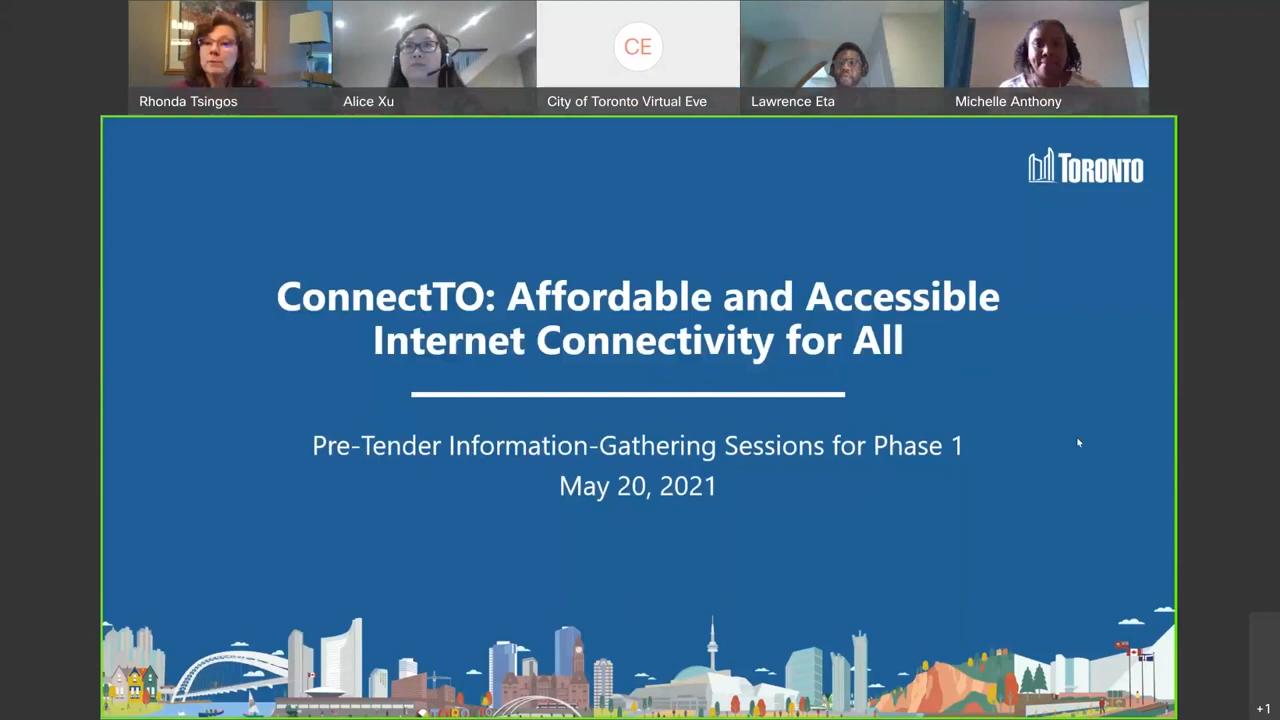 CE
Rhonda Tsingos
Alice Xu
City of Toronto Virtual Eve
Lawrence Eta
Michelle Anthony
TORONTO
ConnectTO: Affordable and Accessible
Internet Connectivity for All
Pre-Tender Information-Gathering Sessions for Phase 1
May 20, 2021
+1